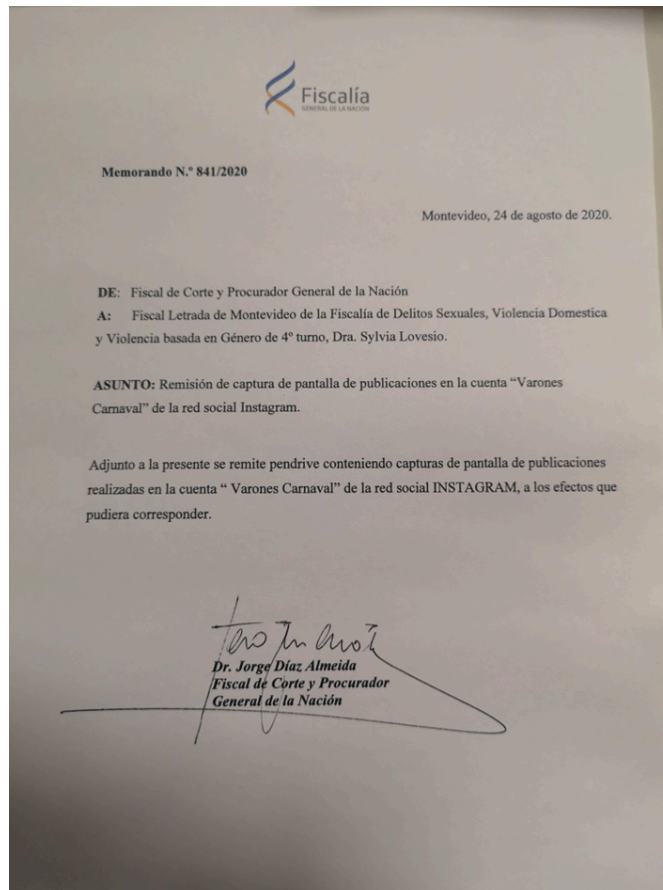 Fiscalía
GENERAL DE LA NACIÓN
Memorando N.º 841/2020
Montevideo, 24 de agosto de 2020.
DE: Fiscal de Corte y Procurador General de la Nación
A: Fiscal Letrada de Montevideo de la Fiscalía de Delitos Sexuales, Violencia Domestica
y Violencia basada en Género de 4º turno, Dra. Sylvia Lovesio.
ASUNTO: Remisión de captura de pantalla de publicaciones en la cuenta “Varones
Carnaval” de la red social Instagram.
Adjunto a la presente se remite pendrive conteniendo capturas de pantalla de publicaciones
realizadas en la cuenta “ Varones Carnaval” de la red social INSTAGRAM, a los efectos que
pudiera corresponder.
Dr. Jorge Díaz Almeida
Fiscal de Corte y Procurador
General de la Nación